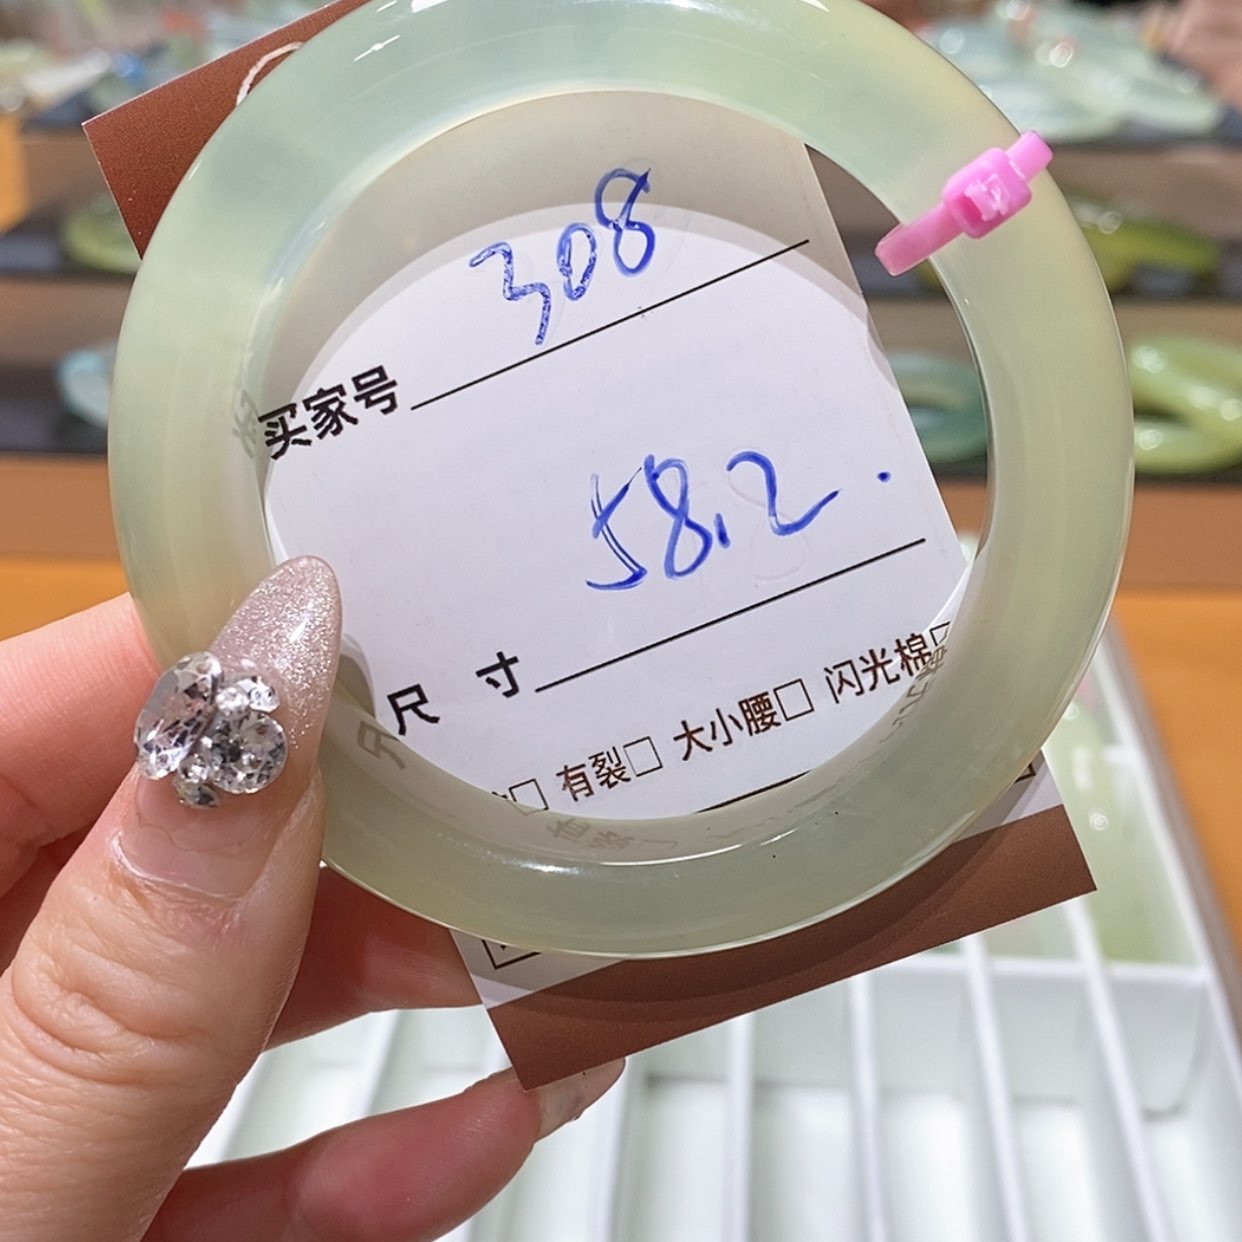 买家号 308
尺 寸 58.2.
□ 有裂□ 大小腰□ 闪光棉□